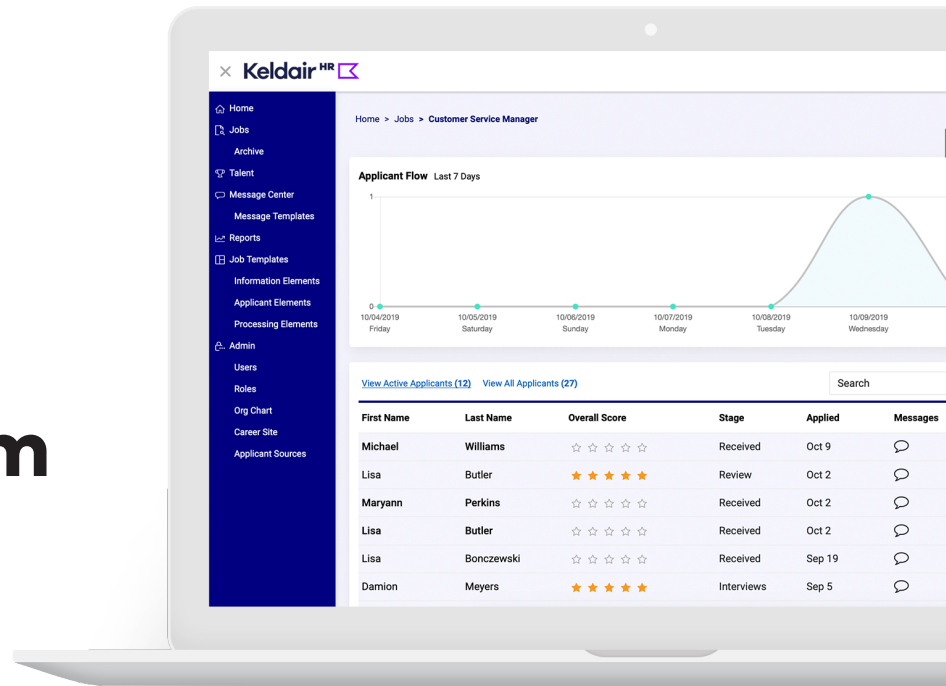 Keldair HR
Home
Jobs
Archive
Talent
Message Center
Message Templates
Reports
Job Templates
Information Elements
Applicant Elements
Processing Elements
Admin
Users
Roles
Org Chart
Career Site
Applicant Sources
m
Home > Jobs > Customer Service Manager
Applicant Flow Last 7 Days
1
0
10/04/2019 10/05/2019 10/06/2019 10/07/2019 10/08/2019 10/09/2019
Friday Saturday Sunday Monday Tuesday Wednesday
View Active Applicants (12) View All Applicants (27) Search
First Name Last Name Overall Score Stage Applied Messages
Michael Williams Received Oct 9
Lisa Butler Review Oct 2
Maryann Perkins Received Oct 2
Lisa Butler Received Oct 2
Lisa Bonczewski Received Sep 19
Damion Meyers Interviews Sep 5